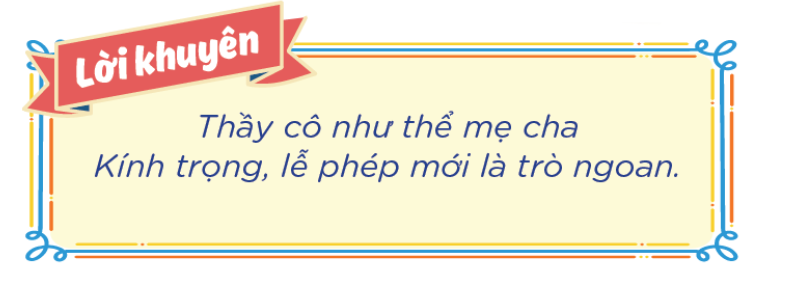 Lời khuyên
Thầy cô như thể mẹ cha
Kính trọng, lễ phép mới là trò ngoan.